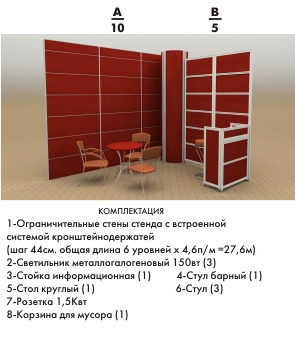 A B
10 5
КОМПЛЕКТАЦИЯ
1-Ограничительные стены стенда с встроенной
системой кронштейнодержатей
(шаг 44см. общая длина 6 уровней х 4,6п/м =27,6м)
2-Светильник металлогалогеновый 150вт (3)
3-Стойка информационная (1) 4-Стул барный (1)
5-Стол круглый (1) 6-Стул (3)
7-Розетка 1,5Квт
8-Корзина для мусора (1)